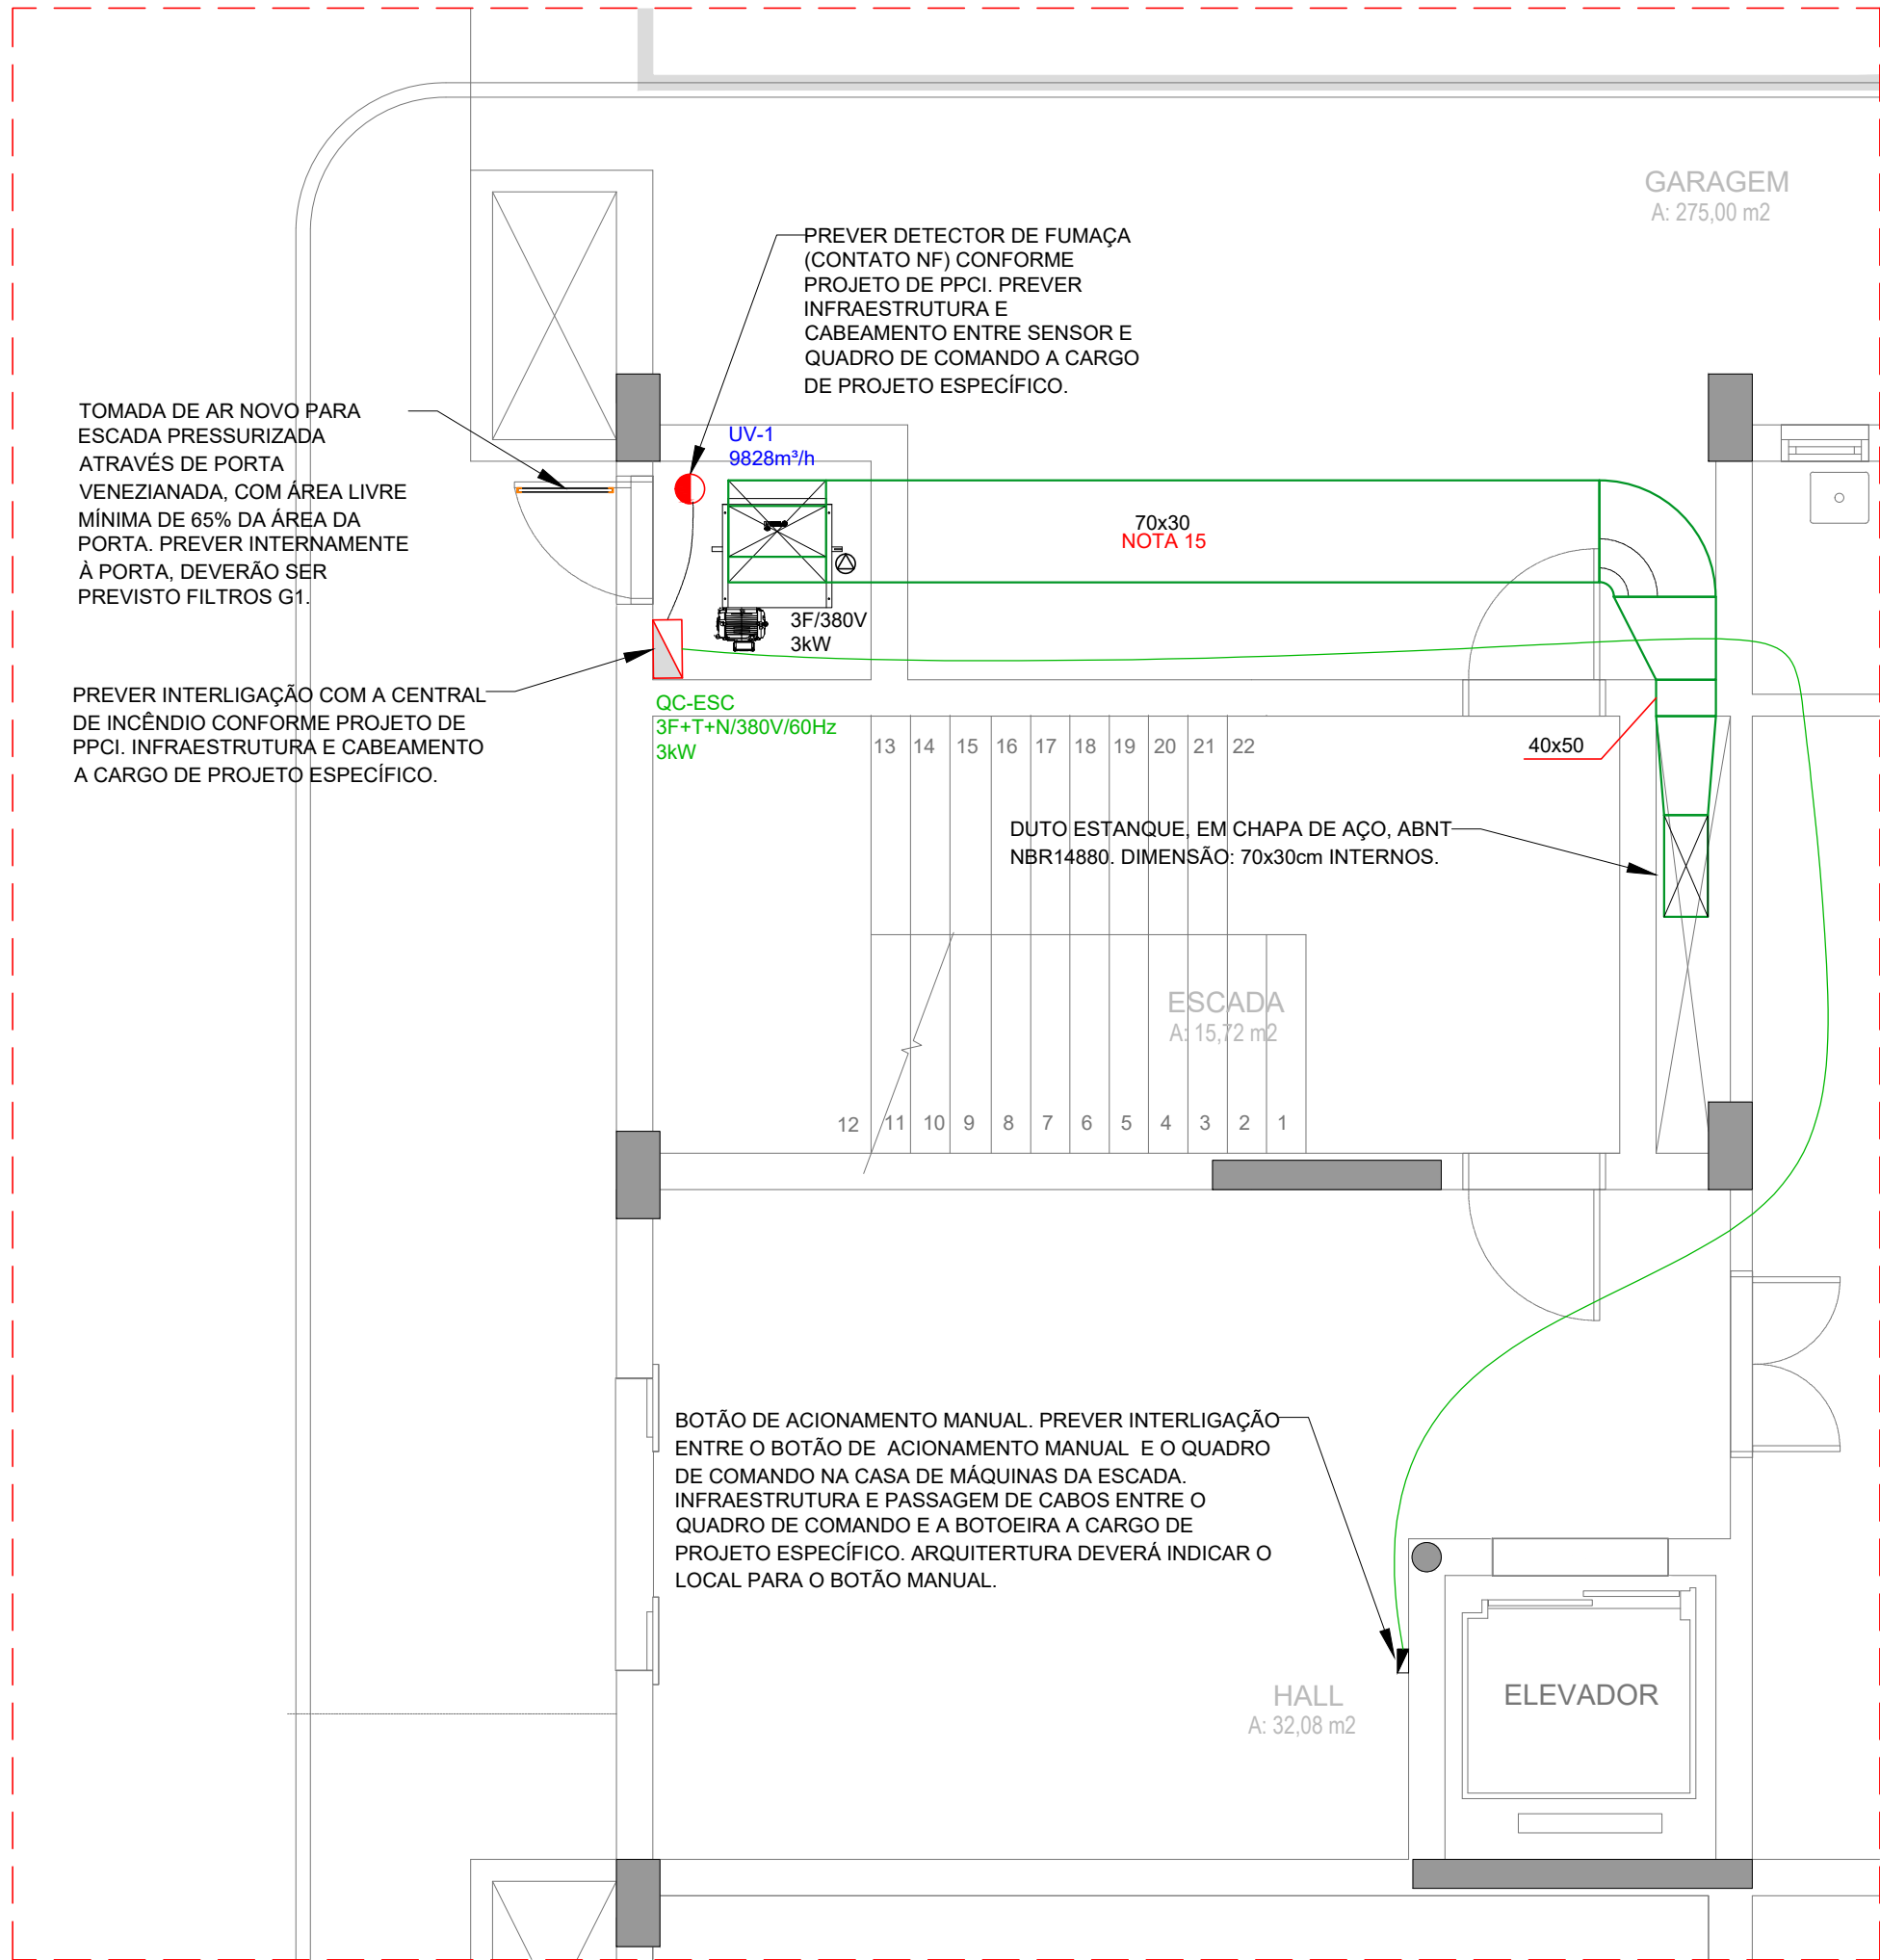 GARAGEM
A: 275,00 m2
PREVER DETECTOR DE FUMAÇA
(CONTATO NF) CONFORME
PROJETO DE PPCI. PREVER
INFRAESTRUTURA E
CABEAMENTO ENTRE SENSOR E
QUADRO DE COMANDO A CARGO
DE PROJETO ESPECÍFICO.
TOMADA DE AR NOVO PARA
ESCADA PRESSURIZADA
ATRAVÉS DE PORTA
VENEZIANADA, COM ÁREA LIVRE
MÍNIMA DE 65% DA ÁREA DA
PORTA. PREVER INTERNAMENTE
À PORTA, DEVERÃO SER
PREVISTO FILTROS G1.
UV-1
9828m³/h
70x30
NOTA 15
3F/380V
3kW
PREVER INTERLIGAÇÃO COM A CENTRAL
DE INCÊNDIO CONFORME PROJETO DE
PPCI. INFRAESTRUTURA E CABEAMENTO
A CARGO DE PROJETO ESPECÍFICO.
QC-ESC
3F+T+N/380V/60Hz
3kW
13 14 15 16 17 18 19 20 21 22
40x50
DUTO ESTANQUE, EM CHAPA DE AÇO, ABNT
NBR14880. DIMENSÃO: 70x30cm INTERNOS.
ESCADA
A: 15,72 m2
12 11 10 9 8 7 6 5 4 3 2 1
BOTÃO DE ACIONAMENTO MANUAL. PREVER INTERLIGAÇÃO
ENTRE O BOTÃO DE ACIONAMENTO MANUAL E O QUADRO
DE COMANDO NA CASA DE MÁQUINAS DA ESCADA.
INFRAESTRUTURA E PASSAGEM DE CABOS ENTRE O
QUADRO DE COMANDO E A BOTOEIRA A CARGO DE
PROJETO ESPECÍFICO. ARQUITERTURA DEVERÁ INDICAR O
LOCAL PARA O BOTÃO MANUAL.
HALL
A: 32,08 m2
ELEVADOR